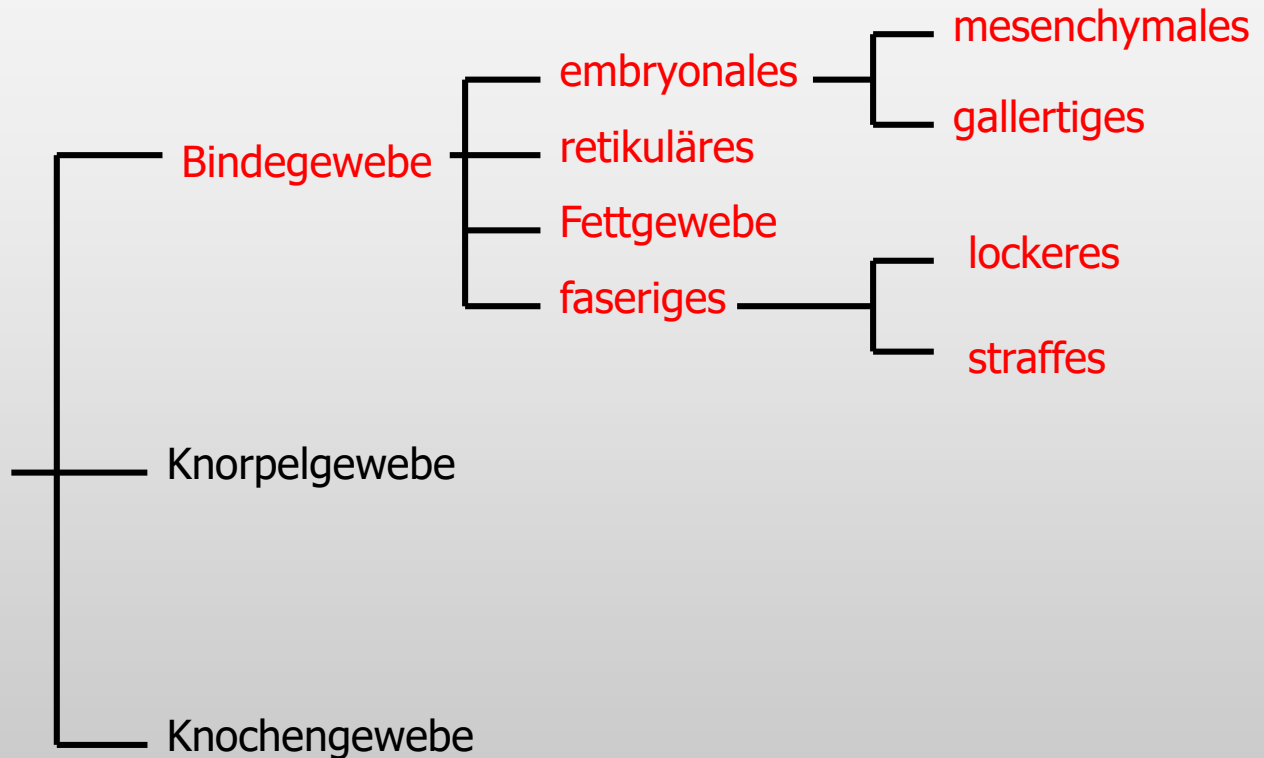 mesenchymales
embryonales
gallertiges
Bindegewebe
retikuläres
Fettgewebe
lockeres
faseriges
straffes
Knorpelgewebe
Knochengewebe